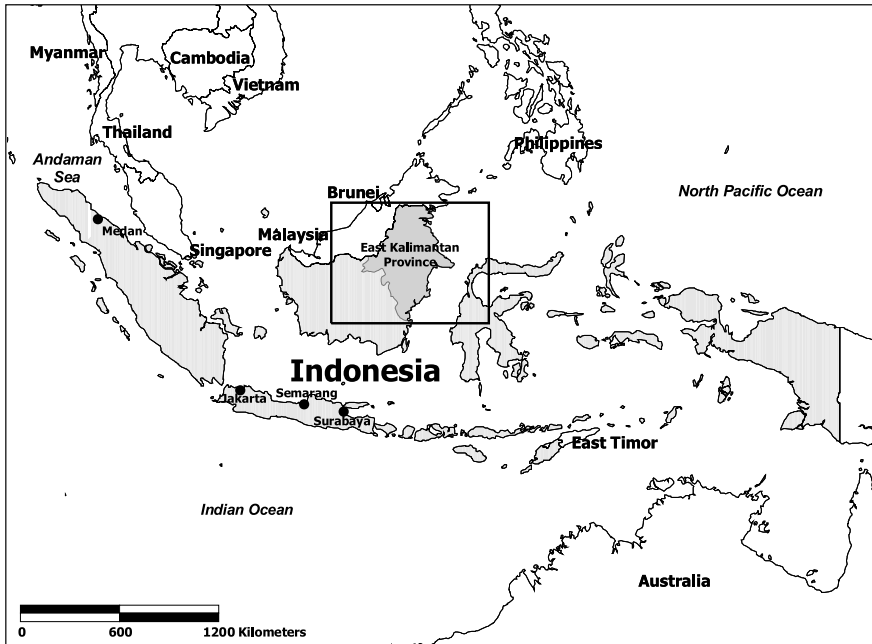 Myanmar
Cambodia
Vietnam
Thailand
Philippines
Andaman
Sea
Brunei
North Pacific Ocean
Medan
Malaysia
Singapore
East Kalimantan
Province
Indonesia
Jakarta
Semarang
Surabaya
East Timor
Indian Ocean
Australia
0 600 1200 Kilometers